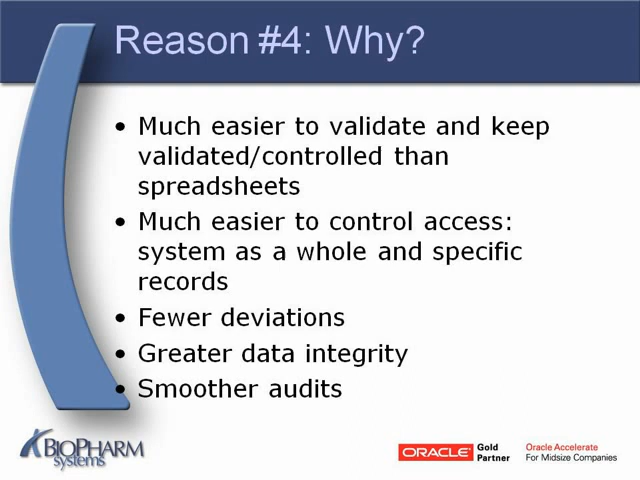 Reason #4: Why?
• Much easier to validate and keep
validated/controlled than
spreadsheets
• Much easier to control access:
system as a whole and specific
records
• Fewer deviations
• Greater data integrity
• Smoother audits
BIOPHARM
systems
ORACLE
Gold
Partner
Oracle Accelerate
For Midsize Companies